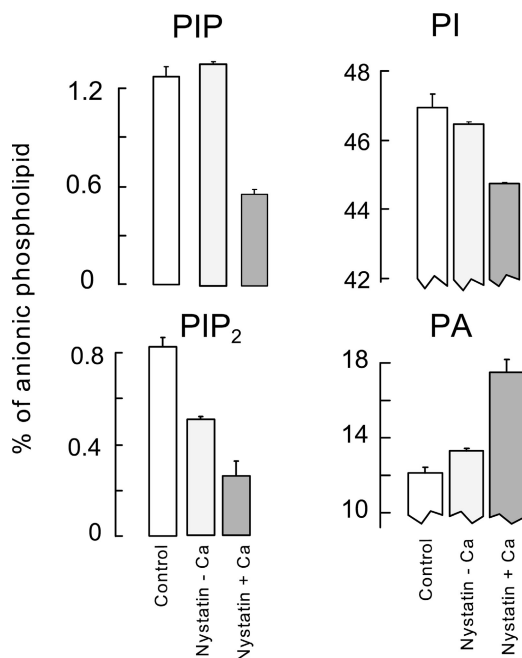 PIP
PI
% of anionic phospholipid
1.2
0.6
0
48
46
44
42
PIP₂
PA
0.8
0.4
0
18
14
10
Control
Nystatin - Ca
Nystatin + Ca
Control
Nystatin - Ca
Nystatin + Ca